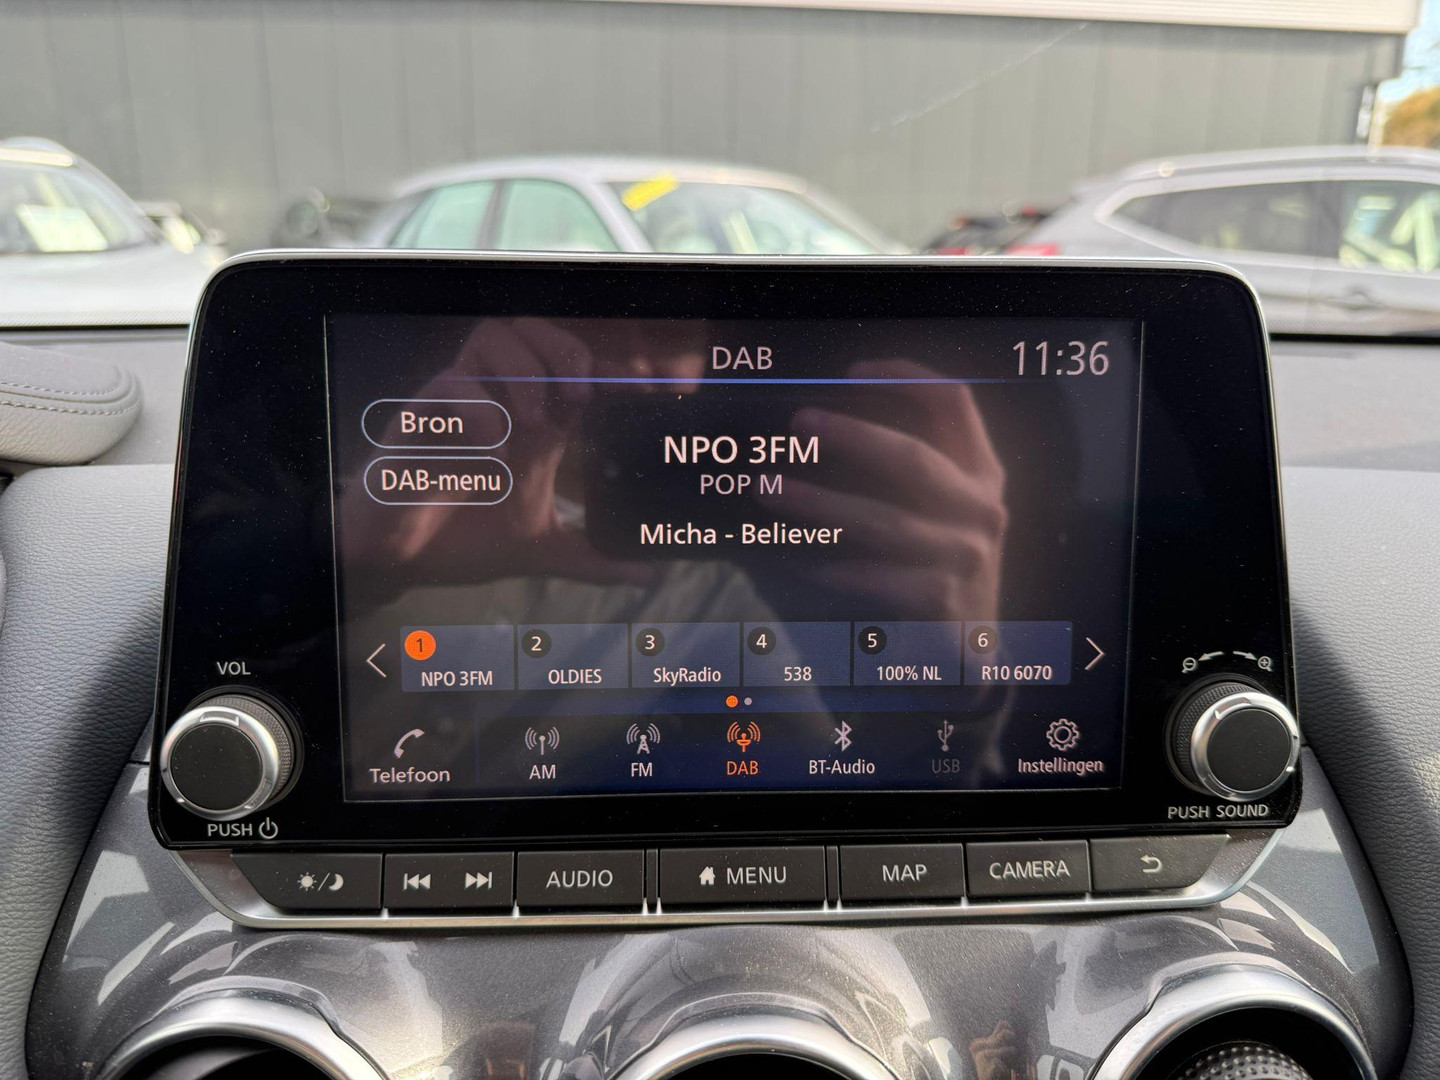 DAB
11:36
Bron
DAB-menu
NPO 3FM
POP M
Micha - Believer
1
NPO 3FM
2
OLDIES
3
SkyRadio
4
538
5
100% NL
6
R10 6070
Telefoon
AM
FM
DAB
BT-Audio
USB
Instellingen
VOL
PUSH
PUSH SOUND
AUDIO
MENU
MAP
CAMERA